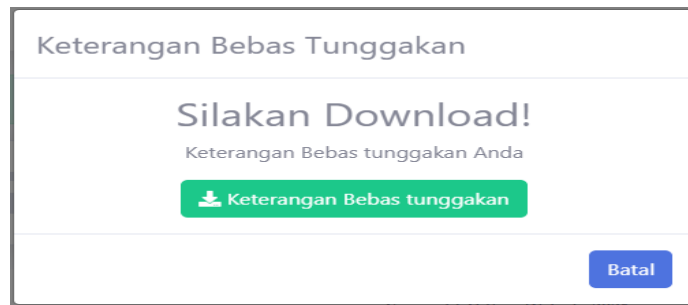 Keterangan Bebas Tunggakan
Silakan Download!
Keterangan Bebas tunggakan Anda
Keterangan Bebas tunggakan
Batal